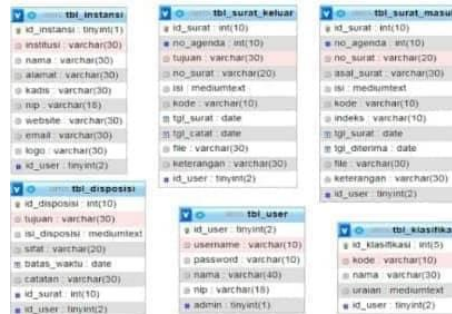 tbl_instansi
id_instansi : tinyint(1)
institusi : varchar(30)
nama : varchar(30)
alamat : varchar(30)
kadis : varchar(30)
nip : varchar(18)
website : varchar(30)
email : varchar(30)
logo : varchar(30)
id_user : tinyint(2)
tbl_surat_keluar
id_surat : int(10)
no_agenda : int(10)
tujuan : varchar(30)
no_surat : varchar(20)
isi : mediumtext
kode : varchar(10)
tgl_surat : date
tgl_catat : date
file : varchar(30)
keterangan : varchar(30)
id_user : tinyint(2)
tbl_surat_masuk
id_surat : int(10)
no_agenda : int(10)
no_surat : varchar(20)
asal_surat : varchar(30)
isi : mediumtext
kode : varchar(10)
indeks : varchar(10)
tgl_surat : date
tgl_diterima : date
file : varchar(30)
keterangan : varchar(30)
id_user : tinyint(2)
tbl_disposisi
id_disposisi : int(10)
tujuan : varchar(30)
isi_disposisi : mediumtext
sifat : varchar(20)
batas_waktu : date
catatan : varchar(30)
id_surat : int(10)
id_user : tinyint(2)
tbl_user
id_user : tinyint(2)
username : varchar(10)
password : varchar(10)
nama : varchar(40)
nip : varchar(18)
admin : tinyint(1)
tbl_klasifika
id_klasifikasi : int(5)
kode : varchar(10)
nama : varchar(30)
uraian : mediumtext
id_user : tinyint(2)